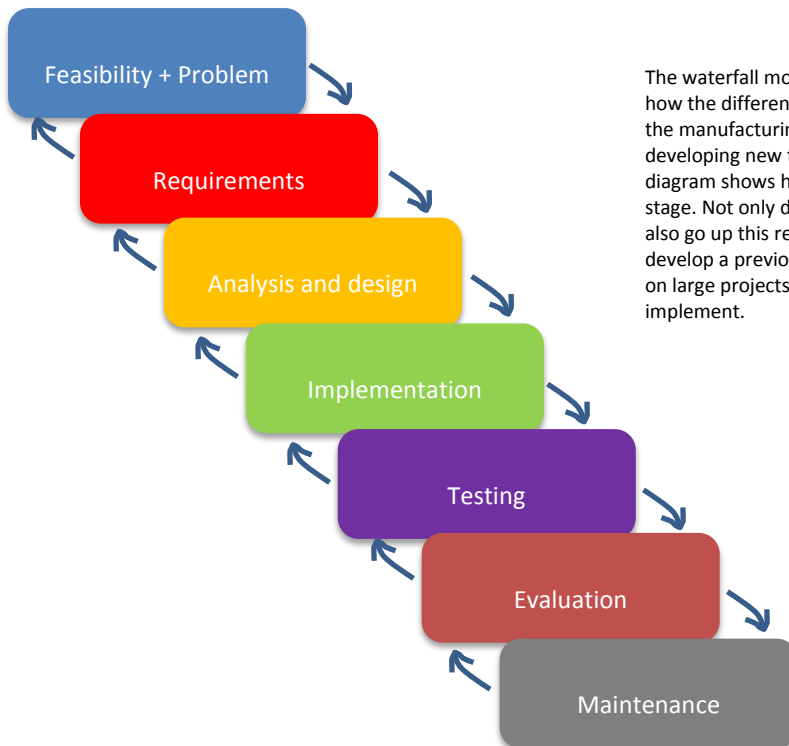 Feasibility + Problem
Requirements
Analysis and design
Implementation
Testing
Evaluation
Maintenance
The waterfall mo
how the differen
the manufacturin
developing new t
diagram shows h
stage. Not only d
also go up this re
develop a previo
on large projects
implement.